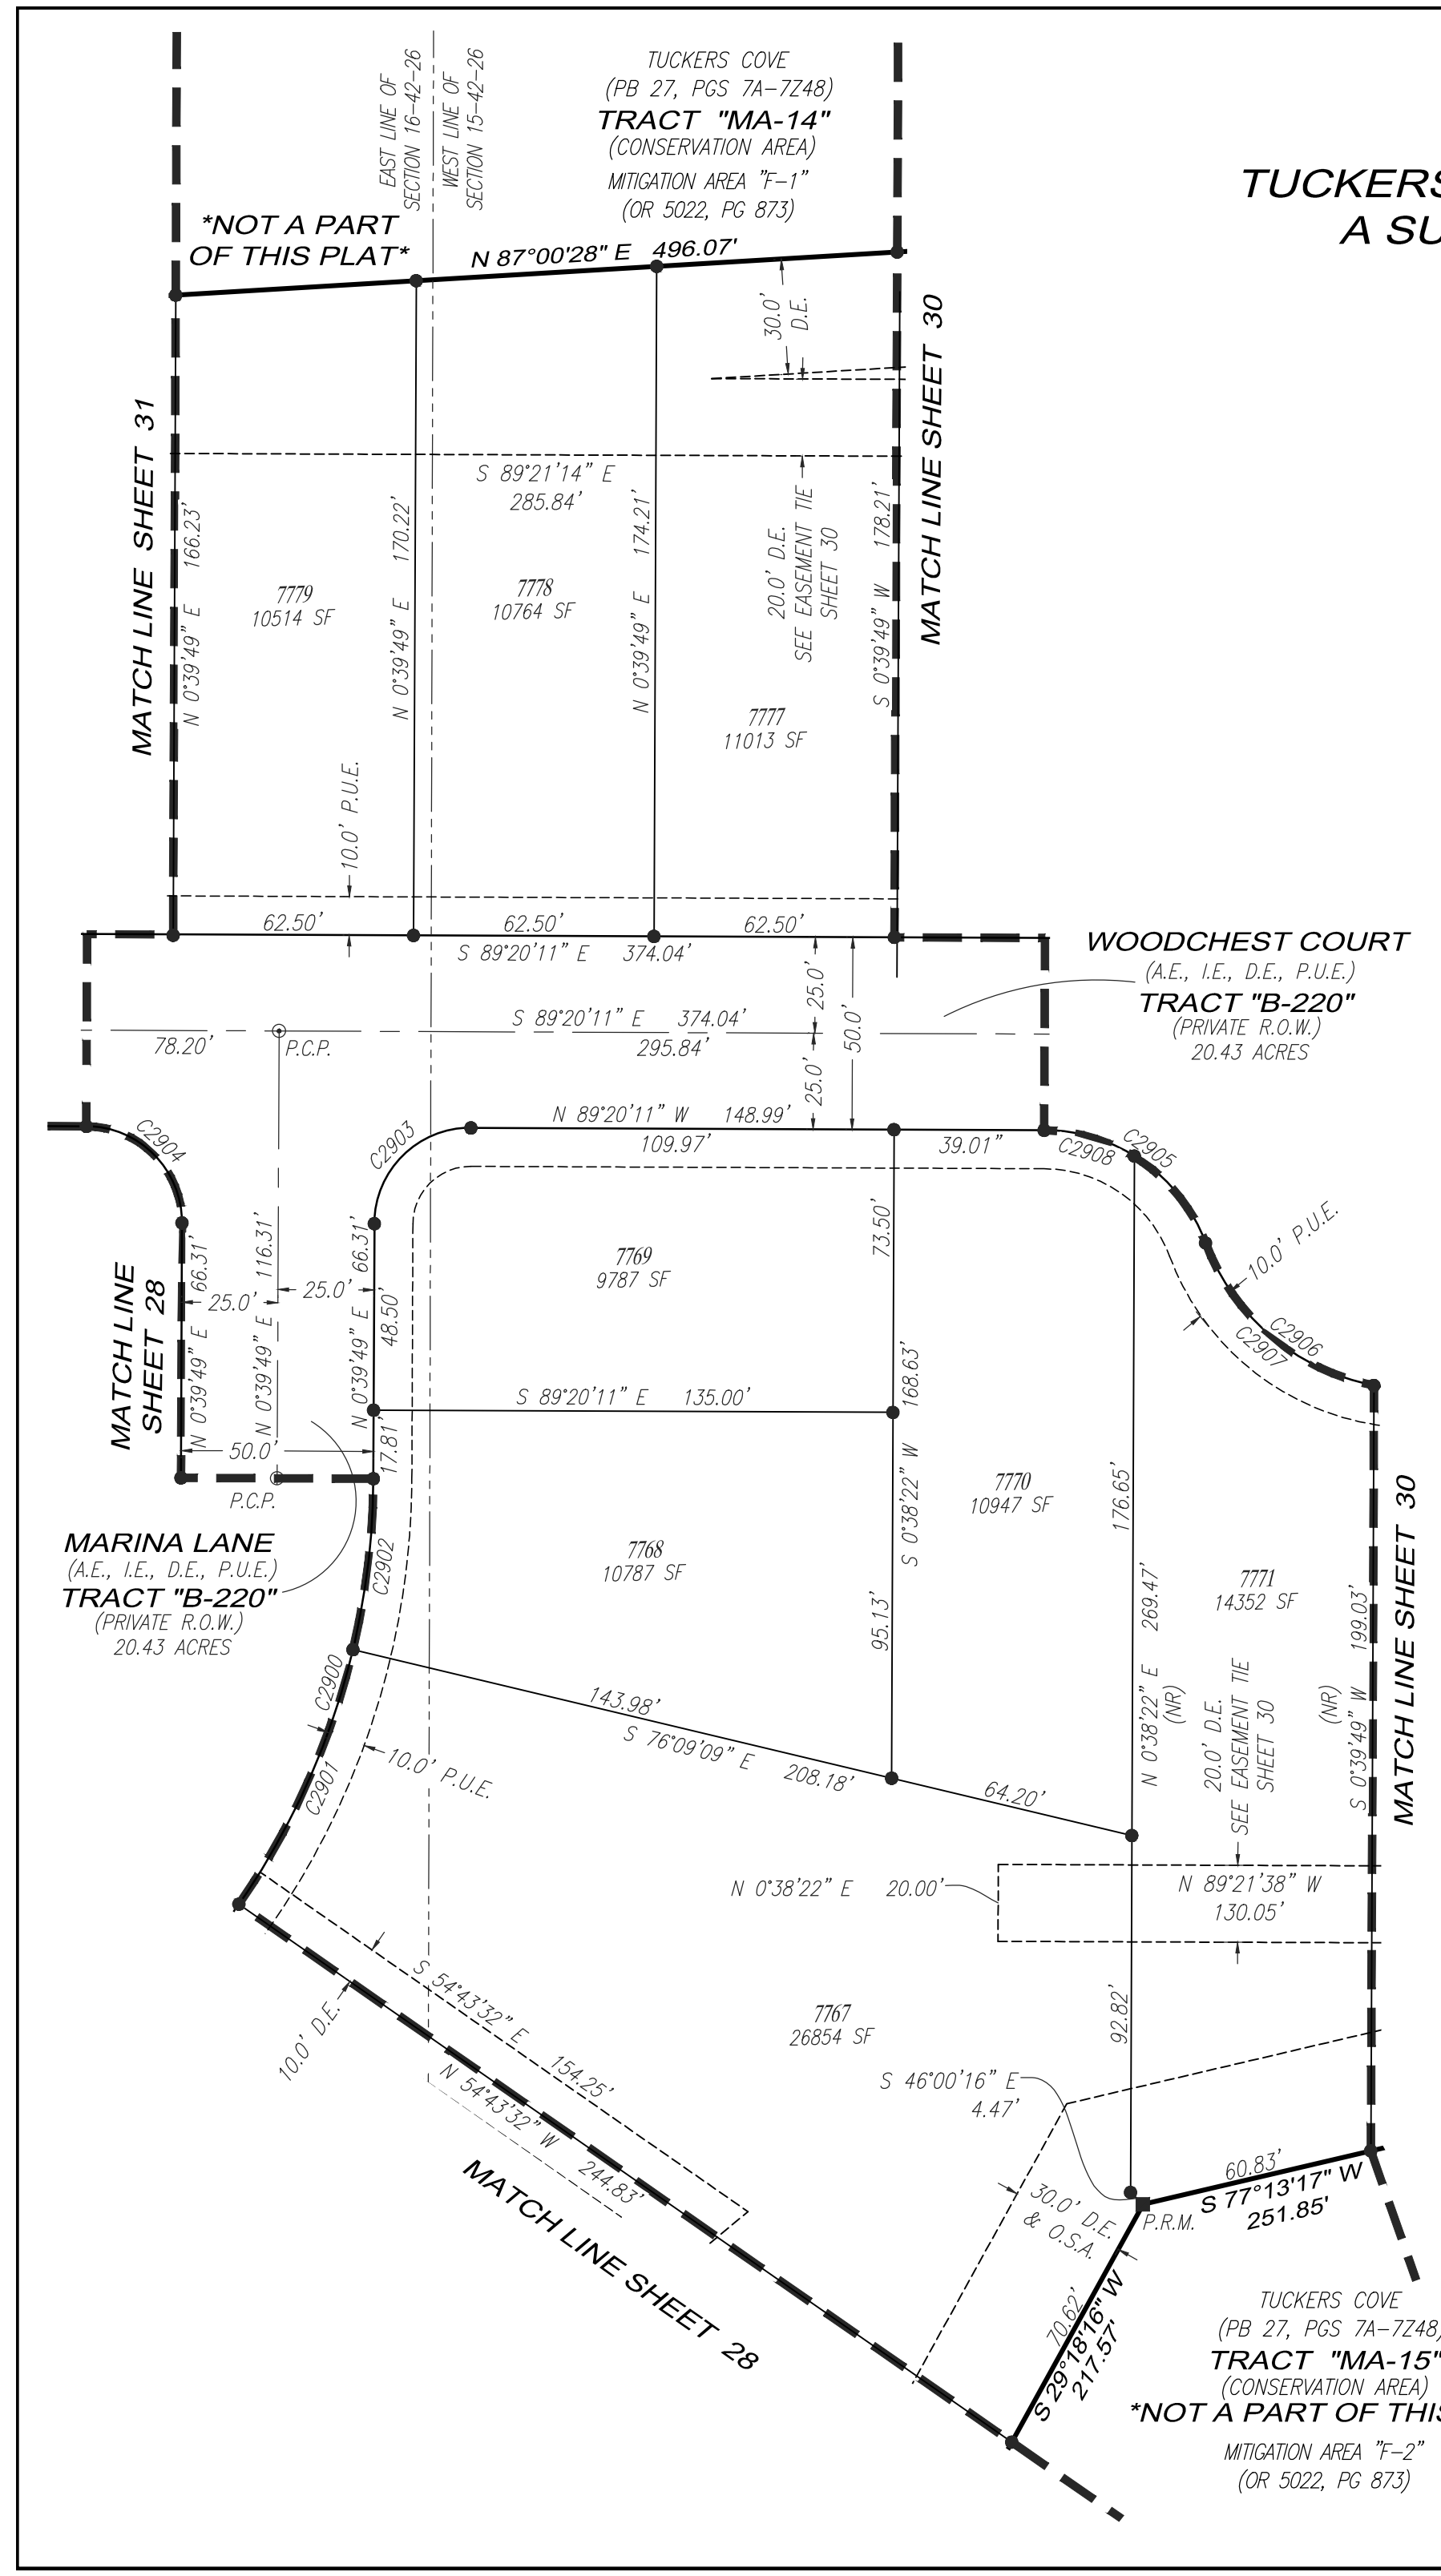 TUCKERS COVE
(PB 27, PGS 7A-7Z48)
TRACT "MA-14"
(CONSERVATION AREA)
MITIGATION AREA "F-1"
(OR 5022, PG 873)
EAST LINE OF
SECTION 16-42-26
WEST LINE OF
SECTION 15-42-26
TUCKERS
A SU
*NOT A PART
OF THIS PLAT*
N 87°00'28" E 496.07'
30.0'
D.E.
MATCH LINE SHEET 31
MATCH LINE SHEET 30
S 89°21'14" E
285.84'
N 0°39'49" E 166.23'
N 0°39'49" E 170.22'
N 0°39'49" E 174.21'
S 0°39'49" W 178.21'
20.0' D.E.
SEE EASEMENT TIE
SHEET 30
7779
10514 SF
7778
10764 SF
7777
11013 SF
10.0' P.U.E.
62.50'
62.50'
62.50'
S 89°20'11" E 374.04'
WOODCHEST COURT
(A.E., I.E., D.E., P.U.E.)
TRACT "B-220"
(PRIVATE R.O.W.)
20.43 ACRES
25.0'
50.0'
25.0'
S 89°20'11" E 374.04'
78.20'
P.C.P.
295.84'
N 89°20'11" W 148.99'
109.97'
39.01"
C2904
C2903
C2908
C2905
10.0' P.U.E.
C2906
C2907
MATCH LINE
SHEET 28
N 0°39'49" E 66.31'
N 0°39'49" E 116.31'
N 0°39'49" E 66.31'
25.0'
25.0'
48.50'
17.81'
50.0'
P.C.P.
7769
9787 SF
73.50'
168.63'
S 0°38'22" W
S 89°20'11" E 135.00'
MARINA LANE
(A.E., I.E., D.E., P.U.E.)
TRACT "B-220"
(PRIVATE R.O.W.)
20.43 ACRES
C2902
7768
10787 SF
95.13'
7770
10947 SF
176.65'
N 0°38'22" E 269.47'
(NR)
7771
14352 SF
S 0°39'49" W 199.03'
(NR)
MATCH LINE SHEET 30
20.0' D.E.
SEE EASEMENT TIE
SHEET 30
C2900
C2901
10.0' P.U.E.
143.98'
S 76°09'09" E 208.18'
64.20'
N 0°38'22" E 20.00'
N 89°21'38" W
130.05'
92.82'
7767
26854 SF
S 54°43'32" E 154.25'
10.0' D.E.
N 54°43'32" W 244.83'
MATCH LINE SHEET 28
S 46°00'16" E
4.47'
30.0' D.E.
& O.S.A.
P.R.M.
60.83'
S 77°13'17" W
251.85'
70.62'
S 29°18'16" W
217.57'
TUCKERS COVE
(PB 27, PGS 7A-7Z48)
TRACT "MA-15"
(CONSERVATION AREA)
*NOT A PART OF THIS
MITIGATION AREA "F-2"
(OR 5022, PG 873)